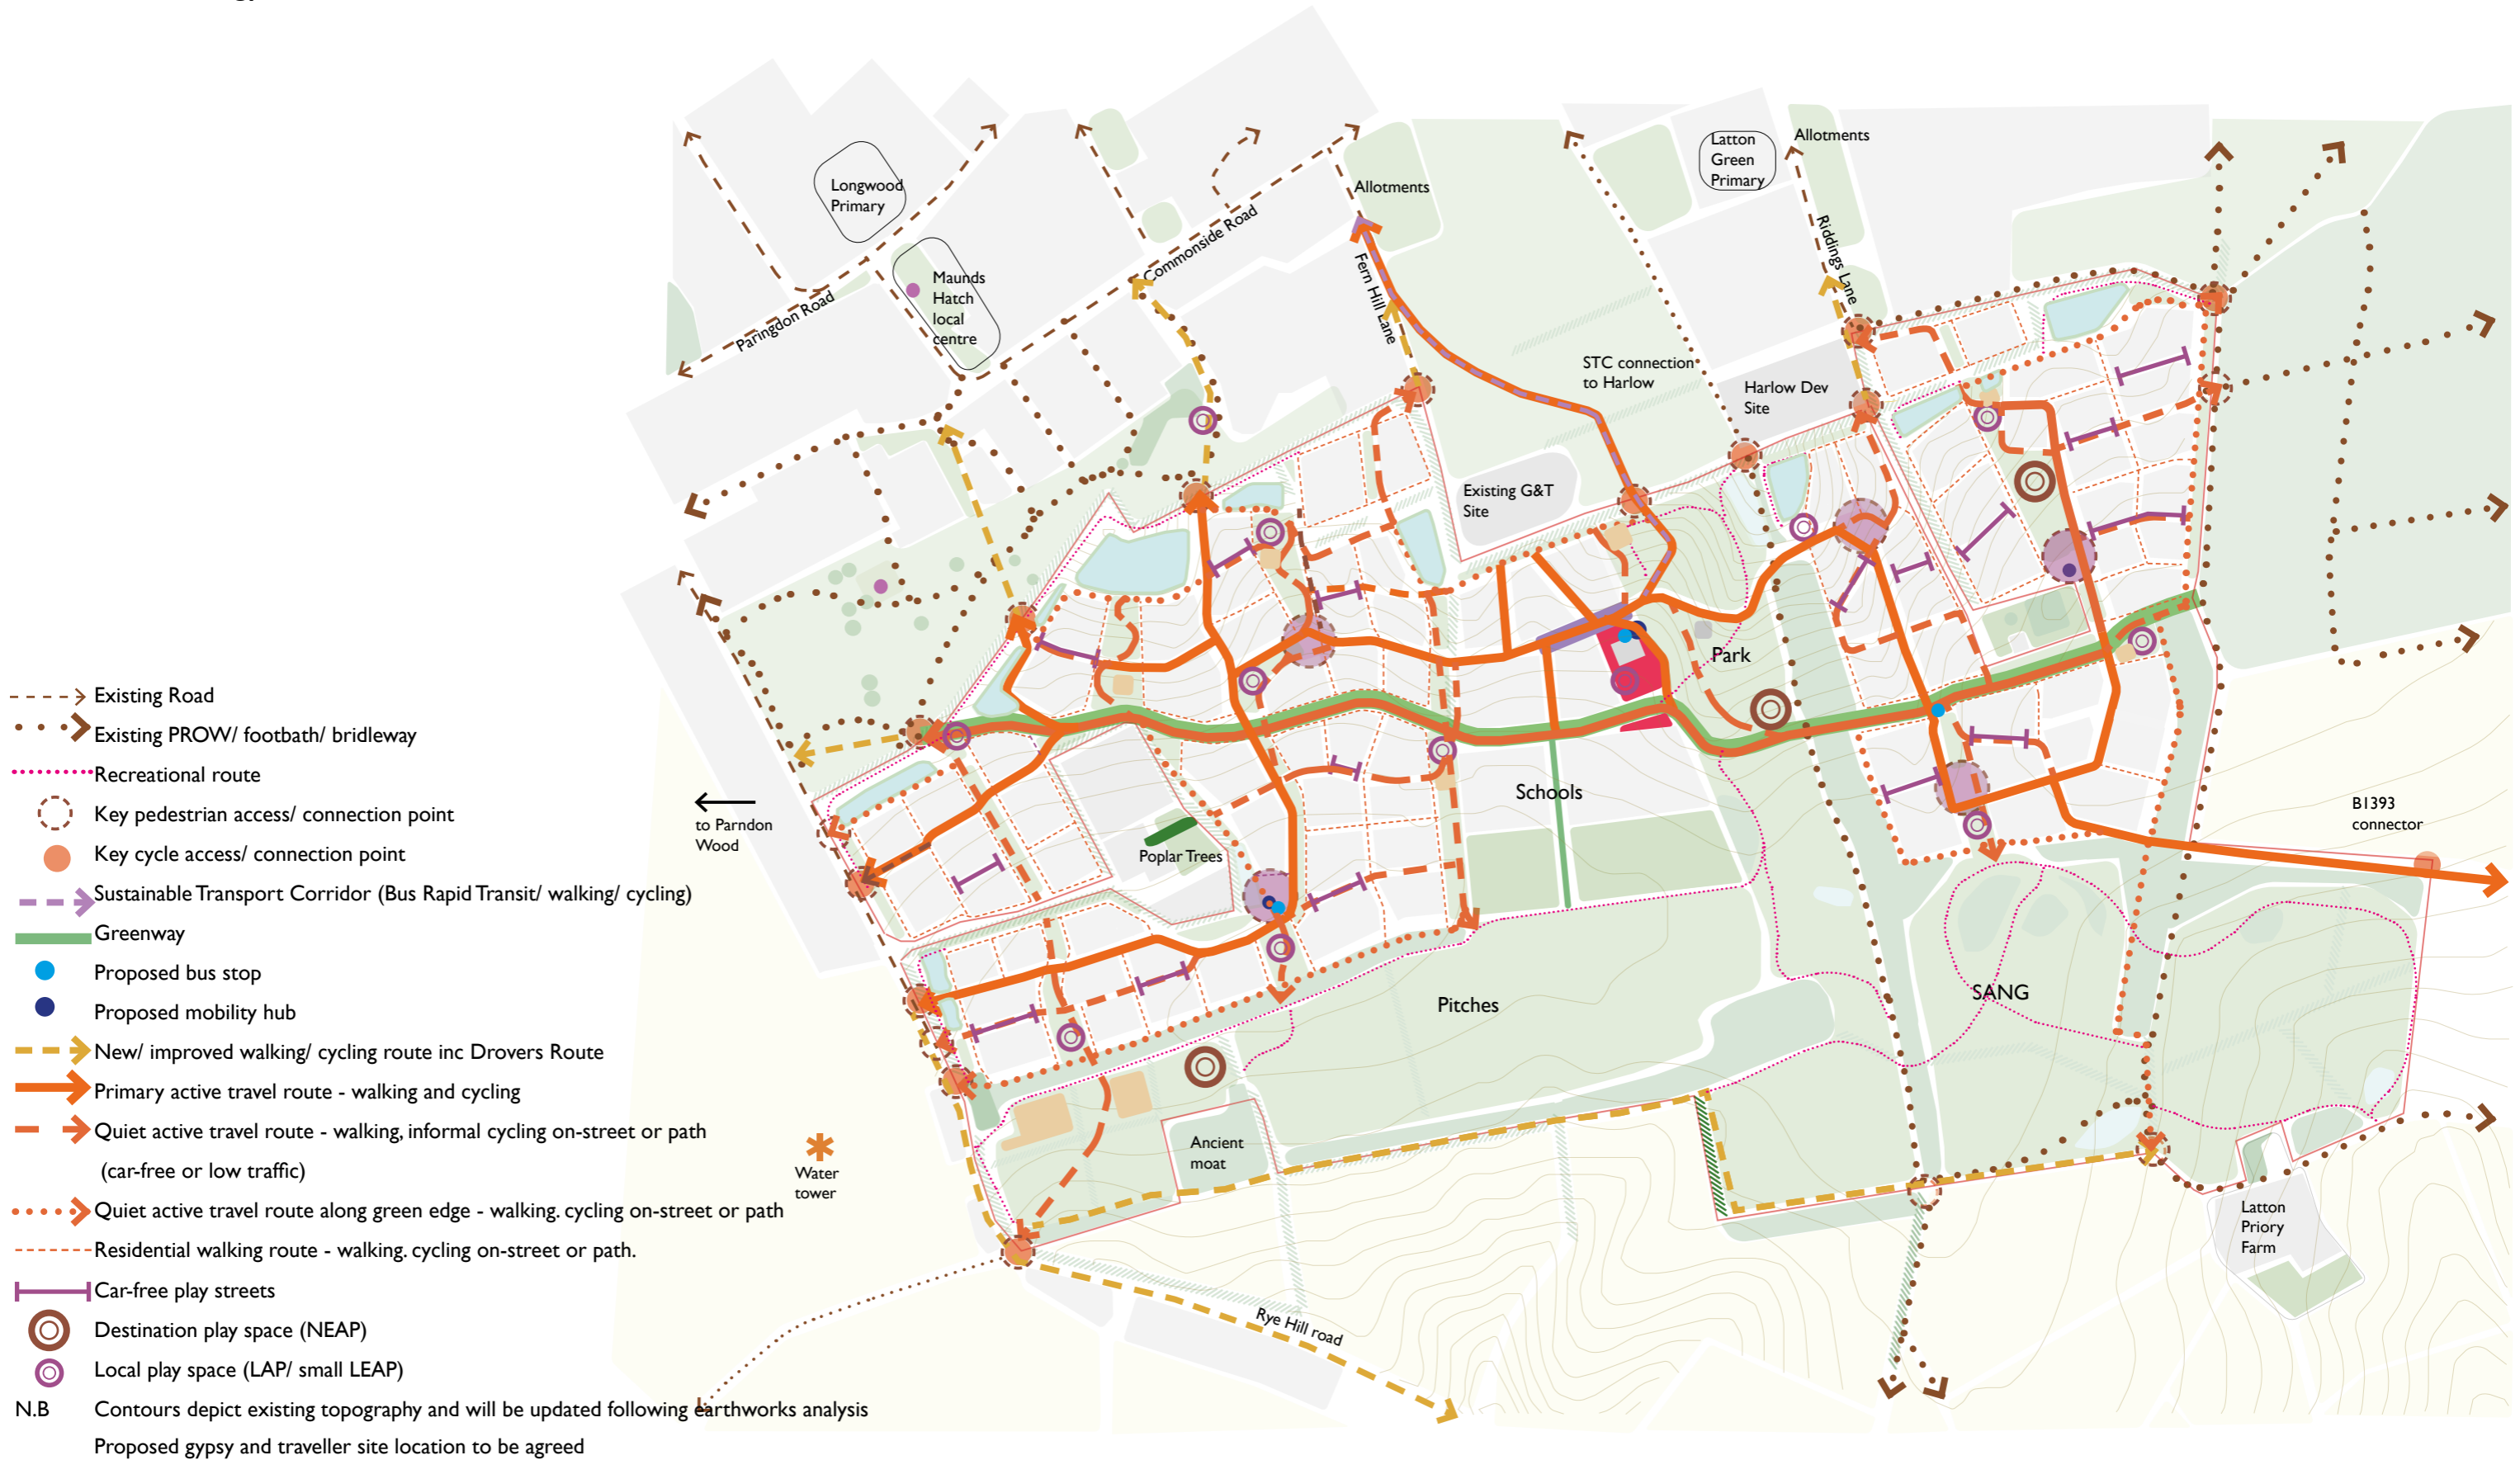 Longwood
Primary
Maunds
Hatch
local
centre
Paringdon Road
Commonside Road
Allotments
Fern Hill Lane
Latton
Green
Primary
Allotments
Riddings Lane
STC connection
to Harlow
Harlow Dev
Site
Existing G&T
Site
Park
Schools
Poplar Trees
to Parndon
Wood
Pitches
SANG
B1393
connector
Ancient
moat
Water
tower
Latton
Priory
Farm
Rye Hill road
Existing Road
Existing PROW/ footbath/ bridleway
Recreational route
Key pedestrian access/ connection point
Key cycle access/ connection point
Sustainable Transport Corridor (Bus Rapid Transit/ walking/ cycling)
Greenway
Proposed bus stop
Proposed mobility hub
New/ improved walking/ cycling route inc Drovers Route
Primary active travel route - walking and cycling
Quiet active travel route - walking, informal cycling on-street or path
(car-free or low traffic)
Quiet active travel route along green edge - walking. cycling on-street or path
Residential walking route - walking. cycling on-street or path.
Car-free play streets
Destination play space (NEAP)
Local play space (LAP/ small LEAP)
N.B Contours depict existing topography and will be updated following earthworks analysis
Proposed gypsy and traveller site location to be agreed